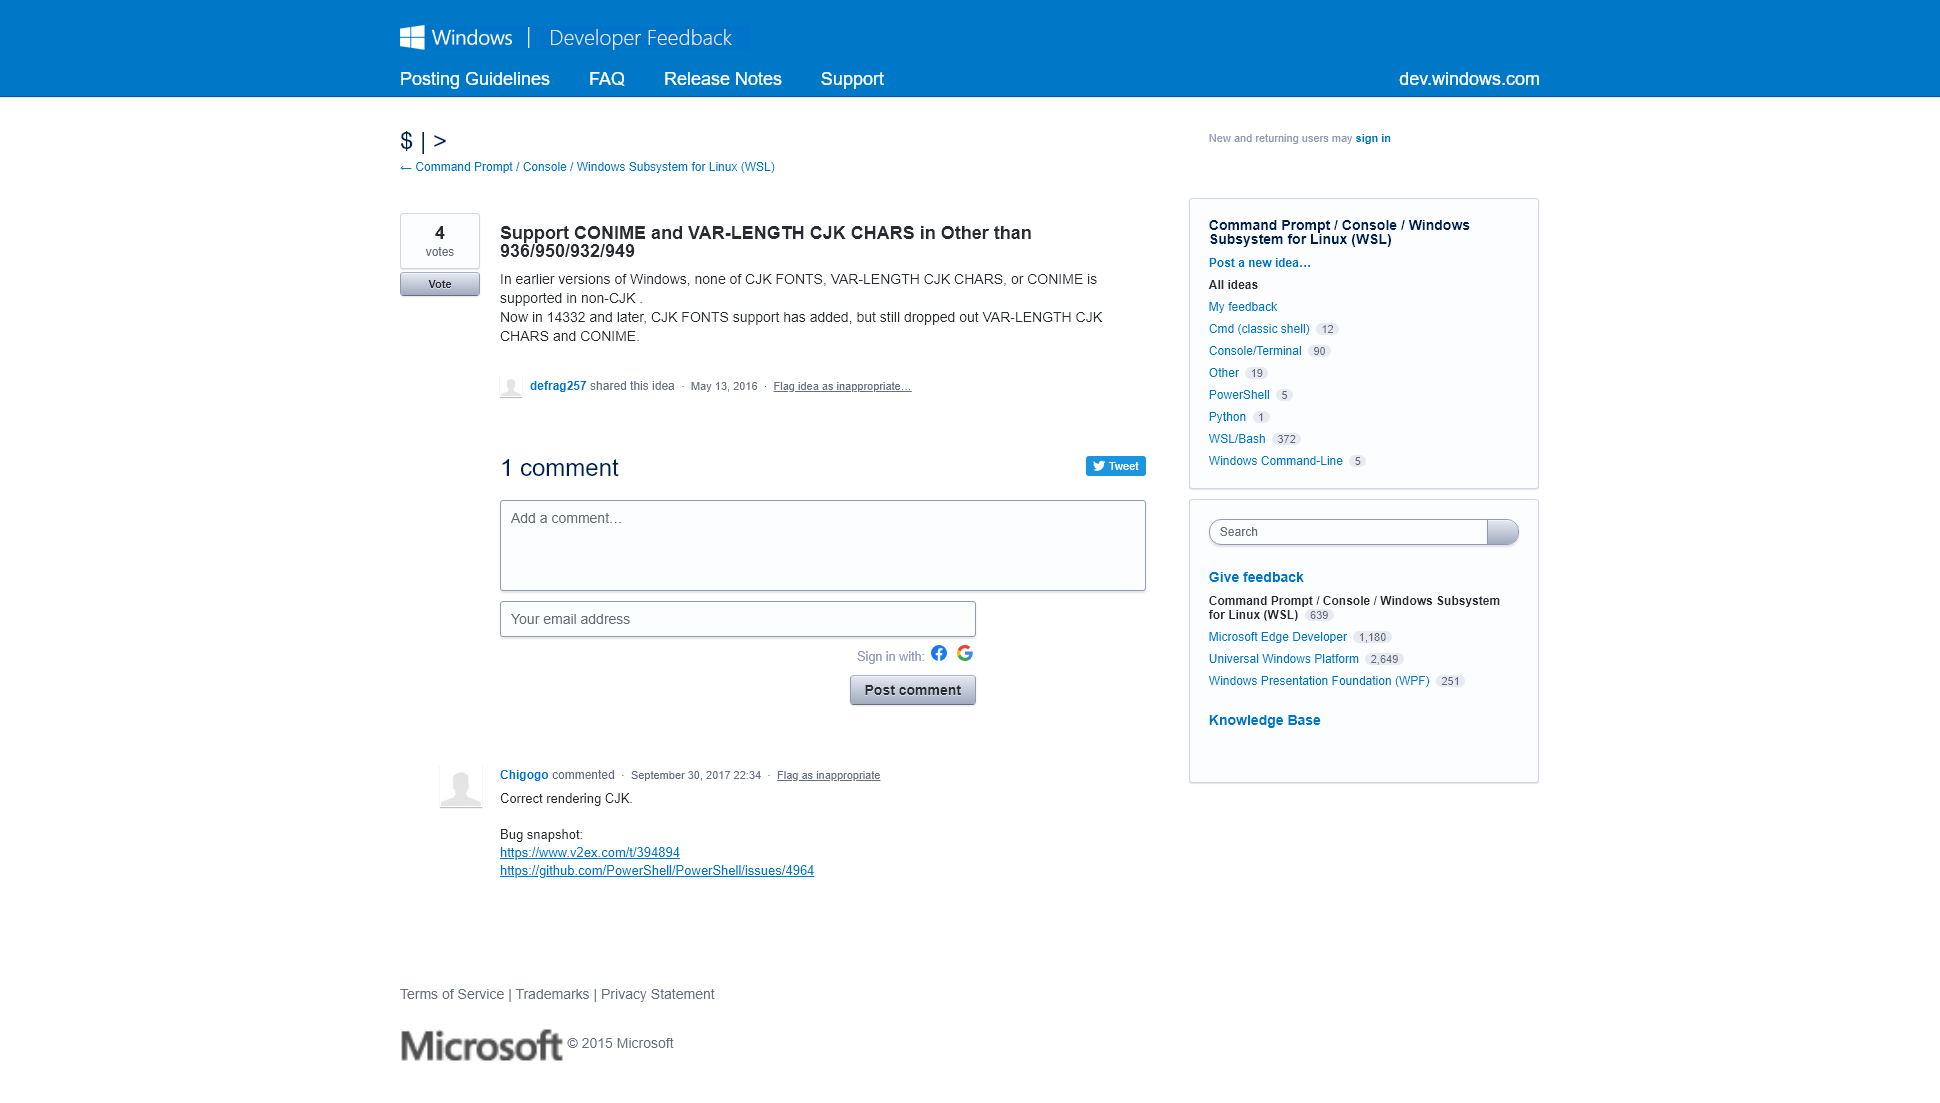 Windows | Developer Feedback
Posting Guidelines FAQ Release Notes Support dev.windows.com
$ | >
← Command Prompt / Console / Windows Subsystem for Linux (WSL)
New and returning users may sign in
4
votes
Vote
Support CONIME and VAR-LENGTH CJK CHARS in Other than
936/950/932/949
In earlier versions of Windows, none of CJK FONTS, VAR-LENGTH CJK CHARS, or CONIME is
supported in non-CJK .
Now in 14332 and later, CJK FONTS support has added, but still dropped out VAR-LENGTH CJK
CHARS and CONIME.
defrag257 shared this idea · May 13, 2016 · Flag idea as inappropriate…
1 comment
Tweet
Add a comment…
Your email address
Sign in with:
Post comment
Chigogo commented · September 30, 2017 22:34 · Flag as inappropriate
Correct rendering CJK.
Bug snapshot:
https://www.v2ex.com/t/394894
https://github.com/PowerShell/PowerShell/issues/4964
Command Prompt / Console / Windows
Subsystem for Linux (WSL)
Post a new idea…
All ideas
My feedback
Cmd (classic shell) 12
Console/Terminal 90
Other 19
PowerShell 5
Python 1
WSL/Bash 372
Windows Command-Line 5
Search
Give feedback
Command Prompt / Console / Windows Subsystem
for Linux (WSL) 639
Microsoft Edge Developer 1,180
Universal Windows Platform 2,649
Windows Presentation Foundation (WPF) 251
Knowledge Base
Terms of Service | Trademarks | Privacy Statement
Microsoft © 2015 Microsoft